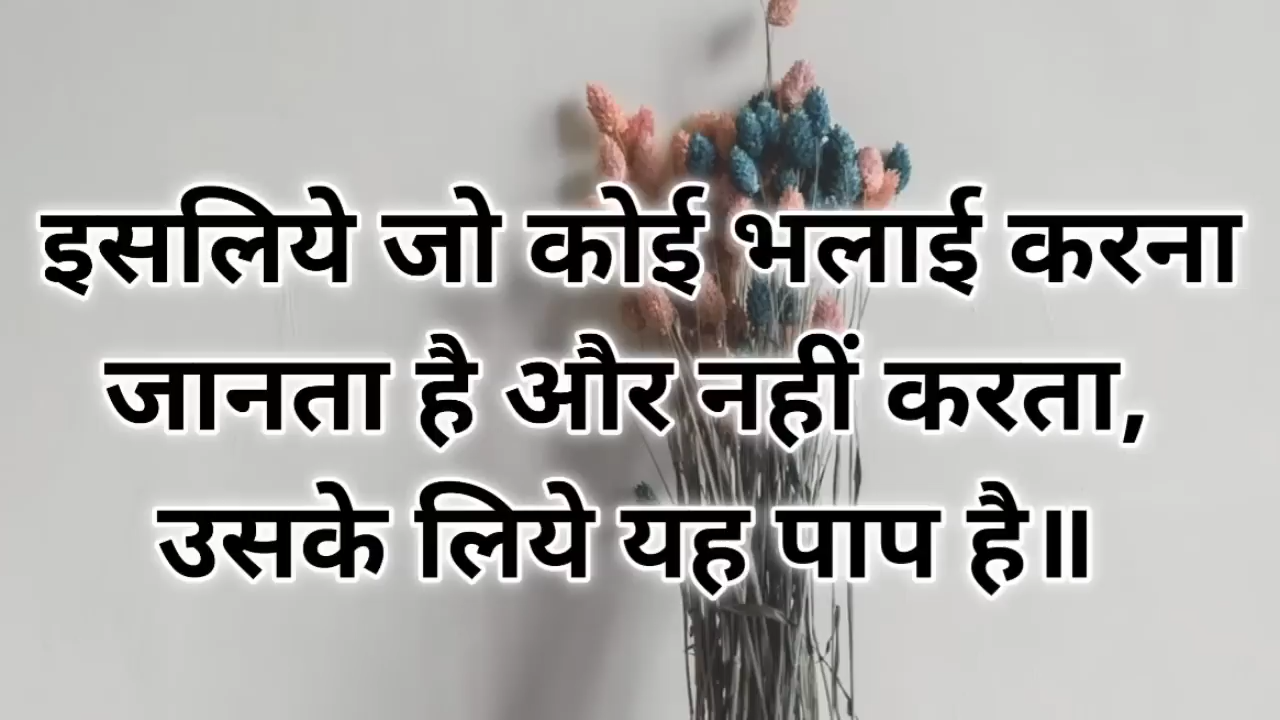 इसलिये जो कोई भलाई करना
जानता है और नहीं करता,
उसके लिये यह पाप है॥